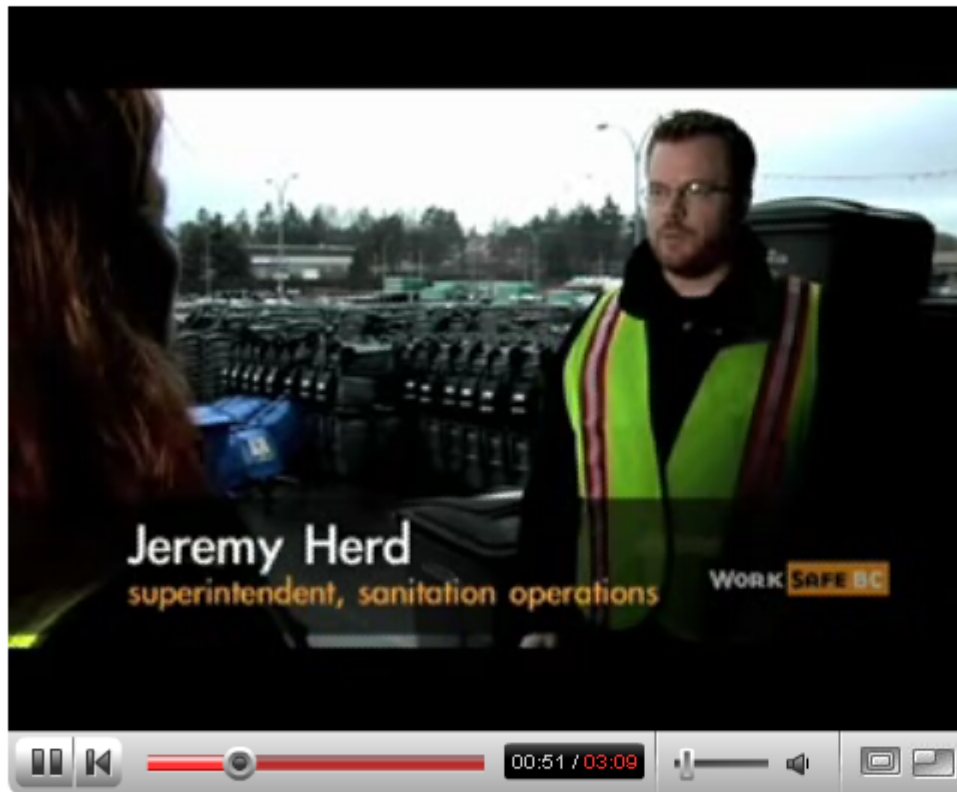 Jeremy Herd
superintendent, sanitation operations
WORK SAFE BC
00:51 / 03:09